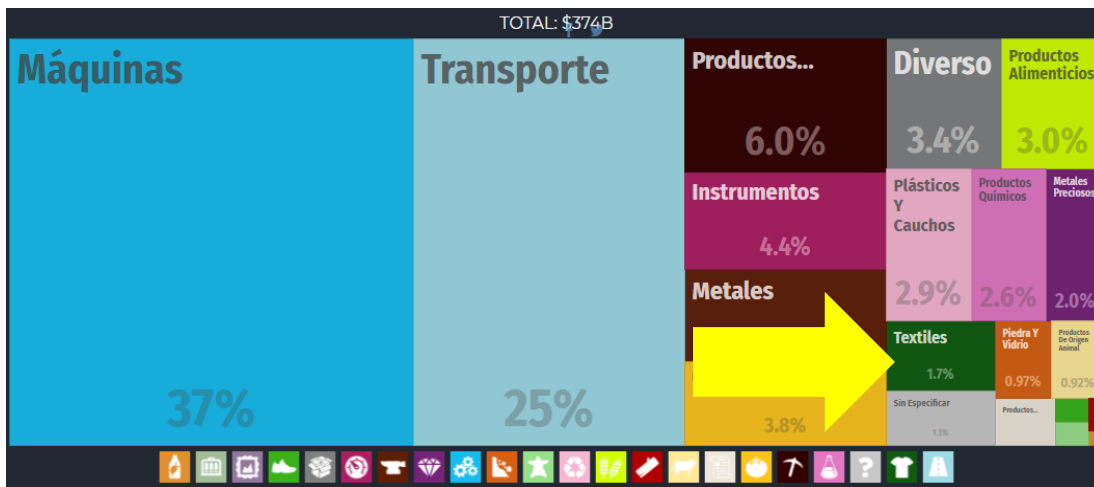 TOTAL: $374B
Máquinas
37%
Transporte
25%
Productos...
6.0%
Instrumentos
4.4%
Metales
3.8%
Diverso
3.4%
Productos
Alimenticios
3.0%
Plásticos
Y
Cauchos
2.9%
Productos
Químicos
2.6%
Metales
Preciosos
2.0%
Textiles
1.7%
Piedra Y
Vidrio
0.97%
Productos
De Origen
Animal
0.92%
Sin Especificar
1.3%
Productos...
?